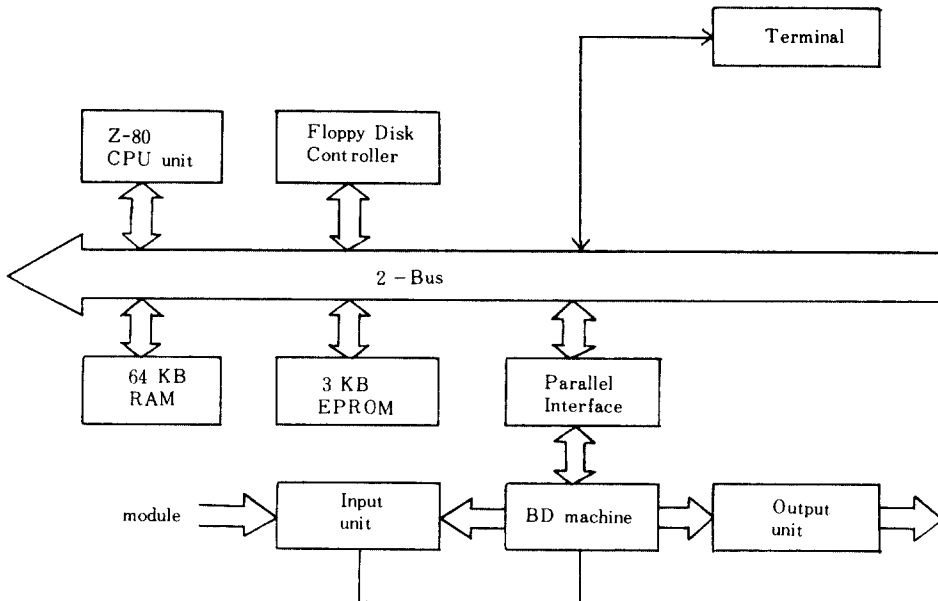 Terminal
Z-80
CPU unit
Floppy Disk
Controller
2-Bus
64 KB
RAM
3 KB
EPROM
Parallel
Interface
module
Input
unit
BD machine
Output
unit